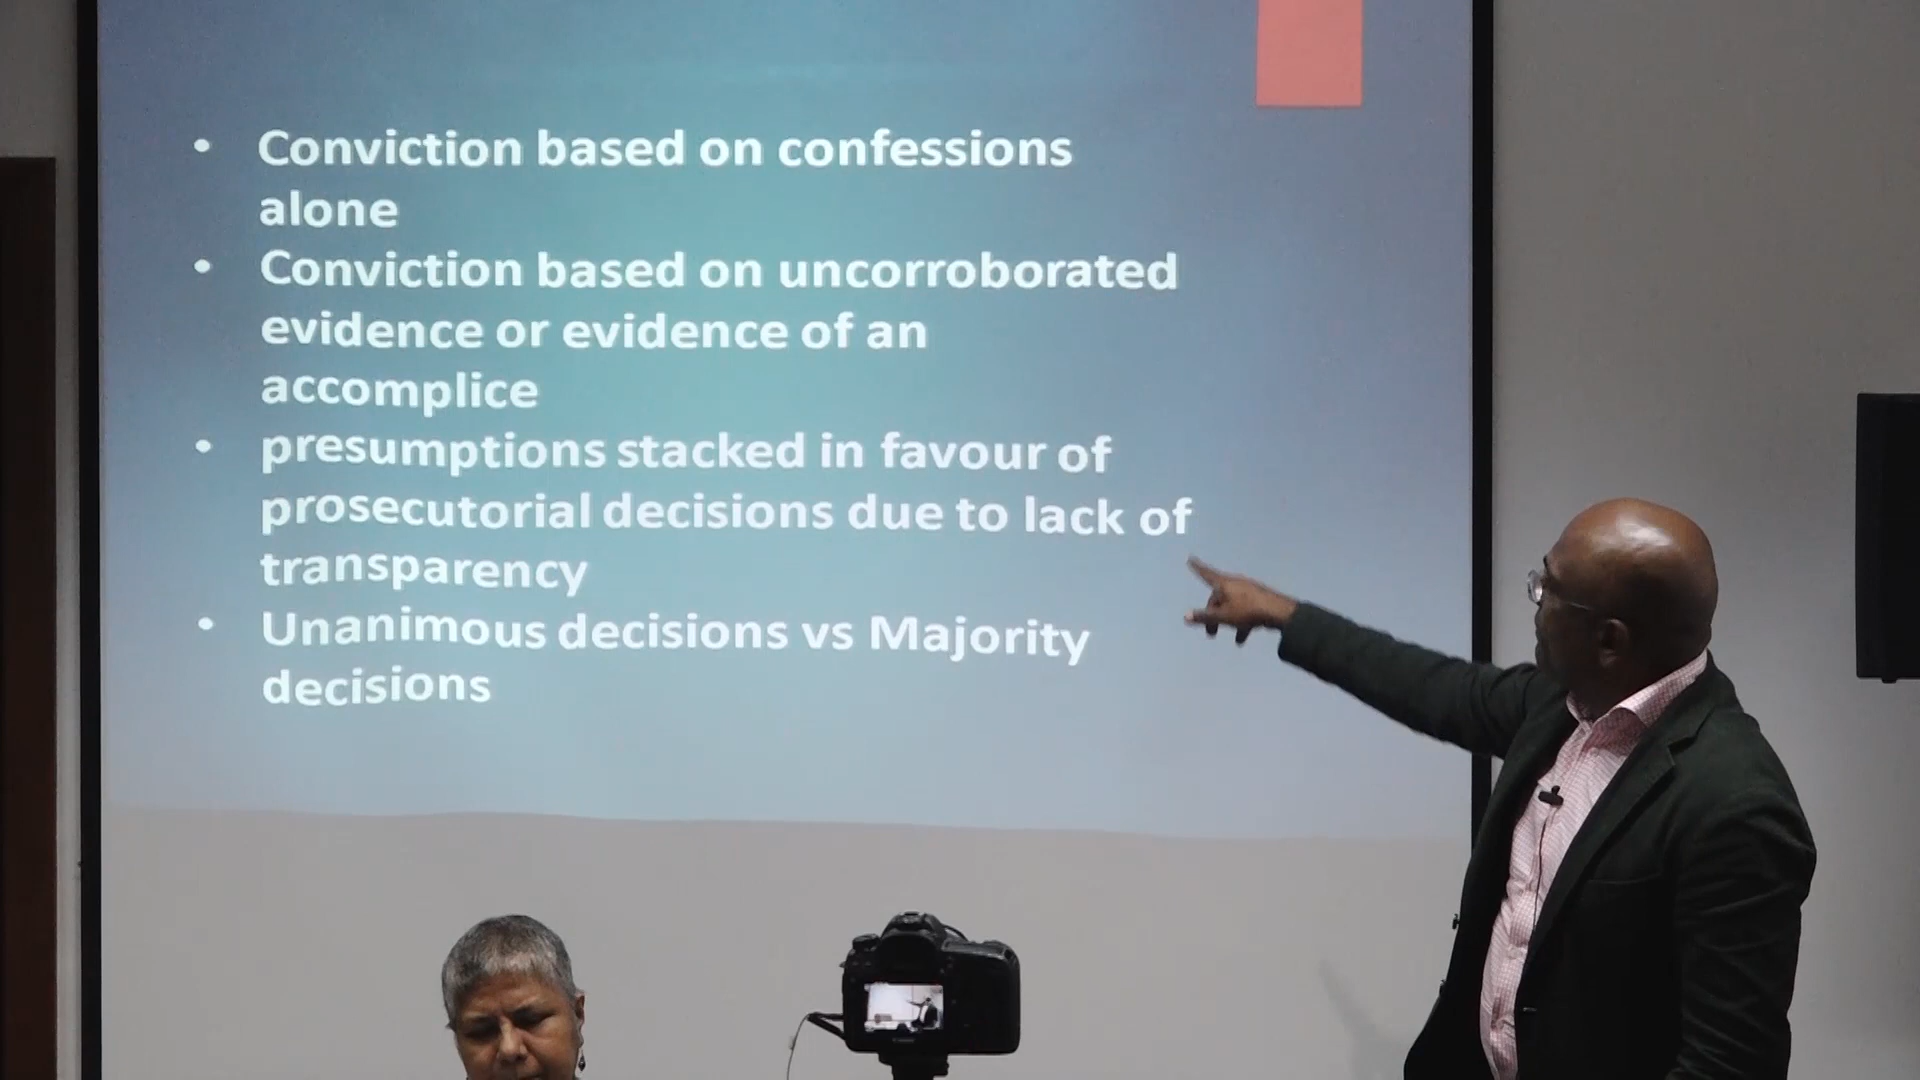 • Conviction based on confessions
alone
• Conviction based on uncorroborated
evidence or evidence of an
accomplice
• presumptions stacked in favour of
prosecutorial decisions due to lack of
transparency
• Unanimous decisions vs Majority
decisions